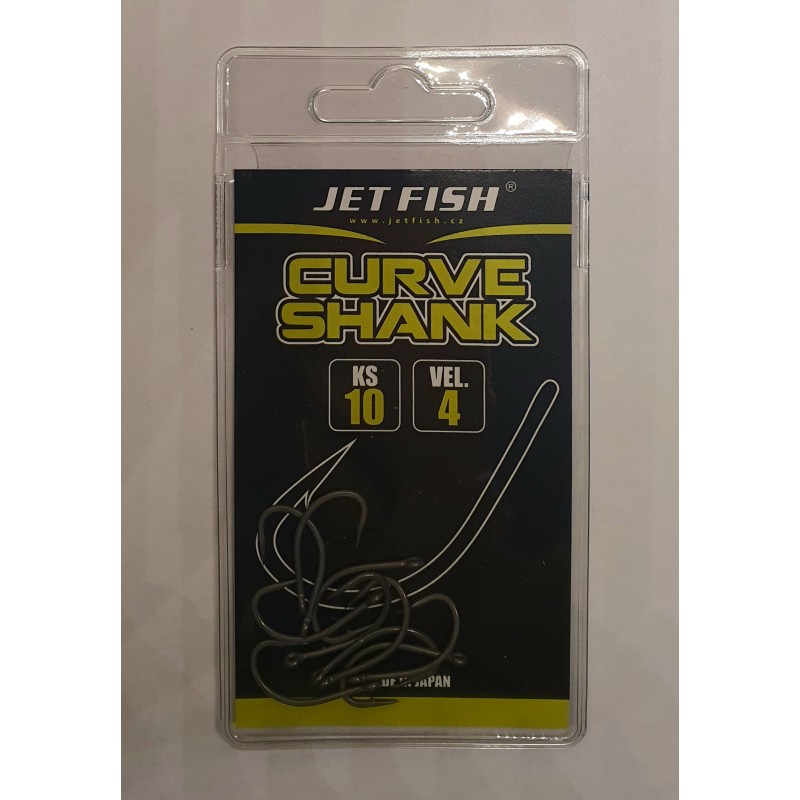 JET FISH ®
www.jetfish.cz
CURVE
SHANK
KS VEL.
10 4
JAPAN